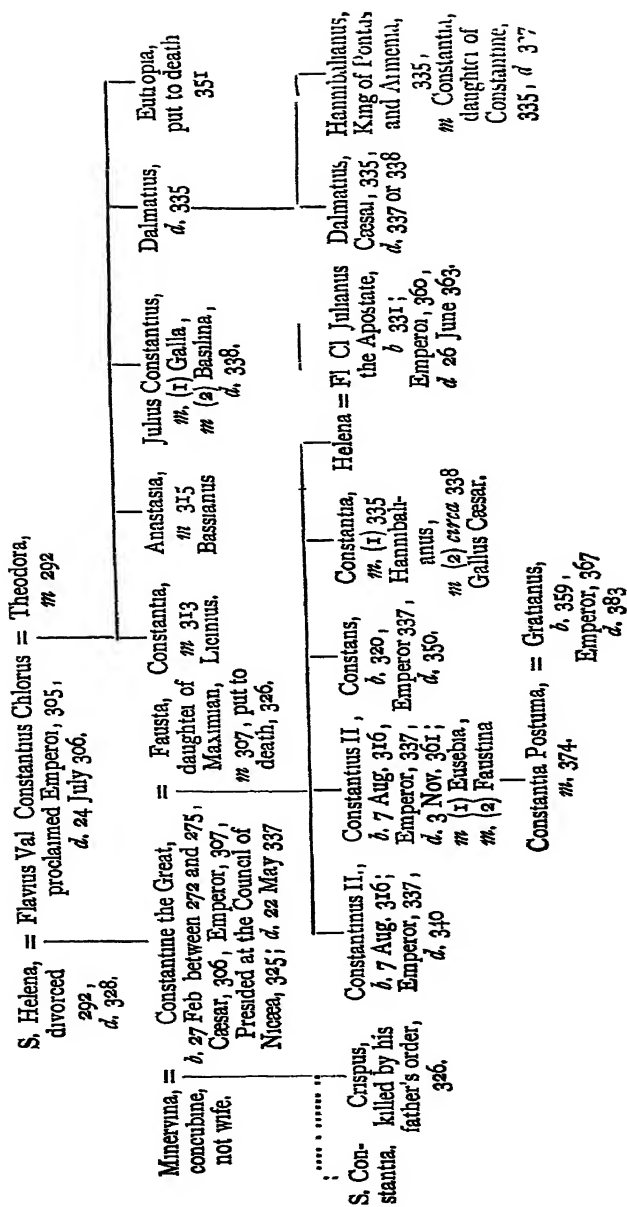 S. Helena,
divorced
292,
d. 328.
= Flavius Val Constantius Chlorus =
proclaimed Emperor, 395,
d. 24 July 306.
Theodora,
m 292
Minervina, =
concubine,
not wife.
Constantine the Great,
b. 27 Feb between 272 and 275,
Cæsar, 306, Emperor, 307,
Presided at the Council of
Nicæa, 325; d. 22 May 337
= Fausta,
daughter of
Maximian,
m 307, put to
death, 326.
Constantia,
m 313
Licinius.
Anastasia,
m 315
Bassianus
Julius Constantius,
m. (1) Galla,
m (2) Basilina,
d. 338.
Dalmatius,
d. 335
Eutropia,
put to death
351
S. Con-
stantia.
Crispus,
killed by his
father's order,
326.
Constantinus II.,
b. 7 Aug. 316;
Emperor, 337,
d. 340
Constantius II,
b. 7 Aug. 316,
Emperor, 337,
d. 3 Nov. 361;
m (1) Eusebia,
m. (2) Faustina
Constans,
b. 320,
Emperor 337,
d. 350.
Constantia,
m. (1) 335
Hannibali-
anus,
m (2) circa 338
Gallus Cæsar.
Helena = Fl Cl Julianus
the Apostate,
b 331;
Emperor, 360,
d 26 June 363.
Dalmatius,
Cæsar, 335,
d. 337 or 338
Hannibalianus,
King of Pontus,
and Armenia,
335,
m Constantia,
daughter of
Constantine,
335, d
Constantia Postuma, = Gratianus,
m. 374.
b. 359,
Emperor, 367
d. 383